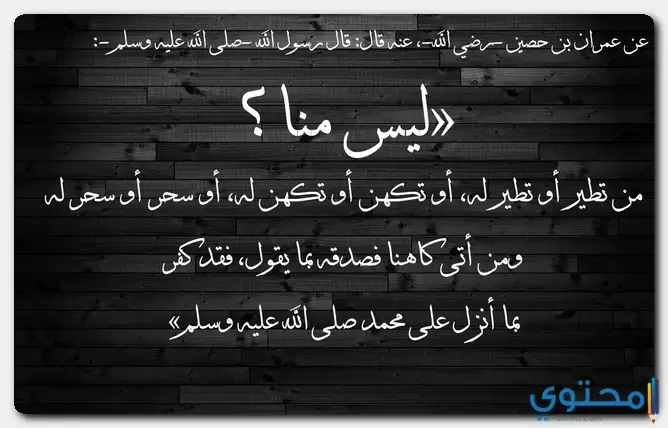 عن عمران بن حصين -رضي الله-، عنه قال: قال رسول الله -صلى الله عليه وسلم-:
«ليس منا ؟
من تطير أو تطير له، أو تكهن أو تكهن له، أو سحر أو سحر له
ومن أتى كاهنا فصدقه بما يقول، فقد كفر
بما أنزل على محمد صلى الله عليه وسلم»
محتوي